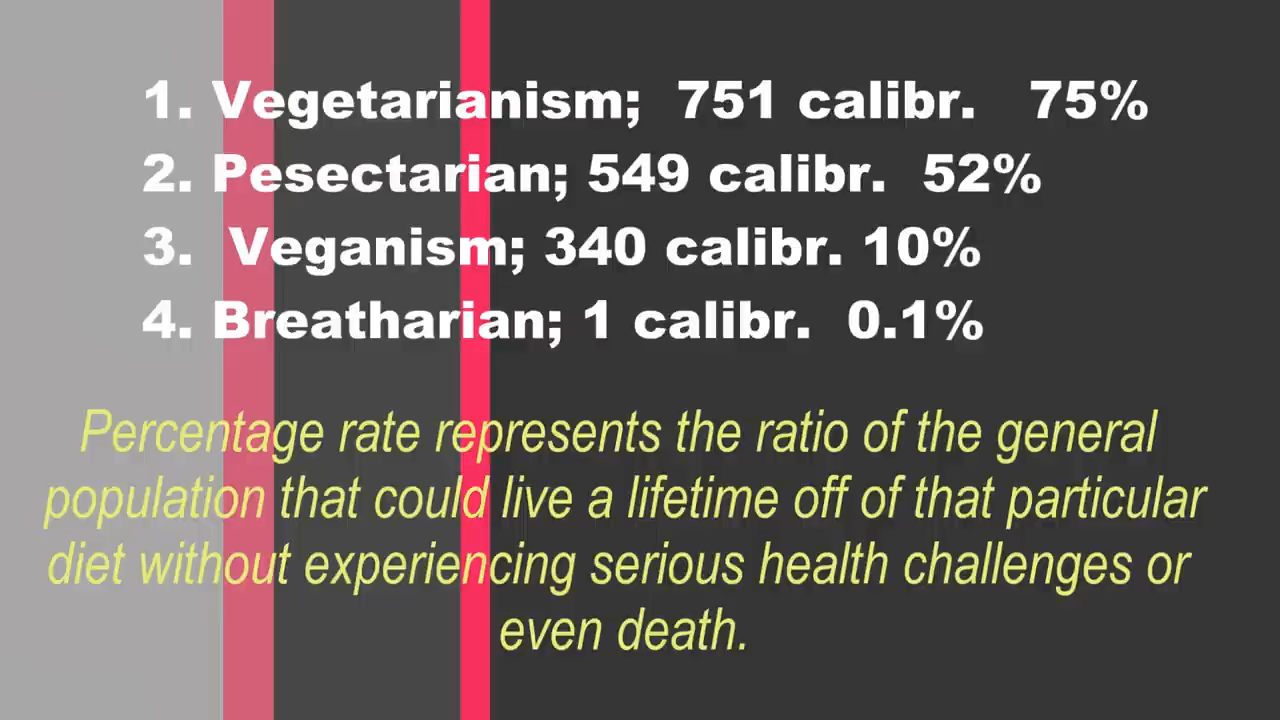 1. Vegetarianism; 751 calibr. 75%
2. Pesectarian; 549 calibr. 52%
3. Veganism; 340 calibr. 10%
4. Breatharian; 1 calibr. 0.1%
Percentage rate represents the ratio of the general
population that could live a lifetime off of that particular
diet without experiencing serious health challenges or
even death.